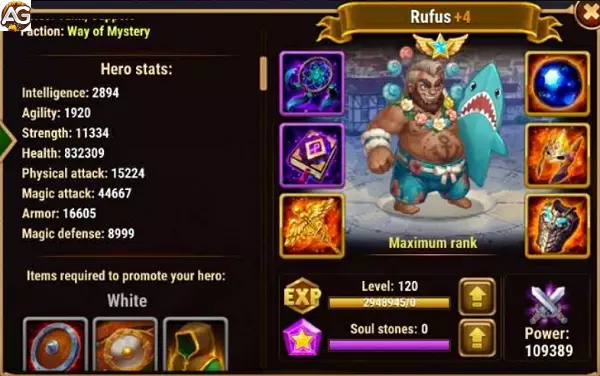 AG
Faction: Way of Mystery
Hero stats:
Intelligence: 2894
Agility: 1920
Strength: 11334
Health: 832309
Physical attack: 15224
Magic attack: 44667
Armor: 16605
Magic defense: 8999
Items required to promote your hero:
White
Rufus +4
Maximum rank
EXP
Level: 120
2948945/0
Soul stones: 0
Power:
109389